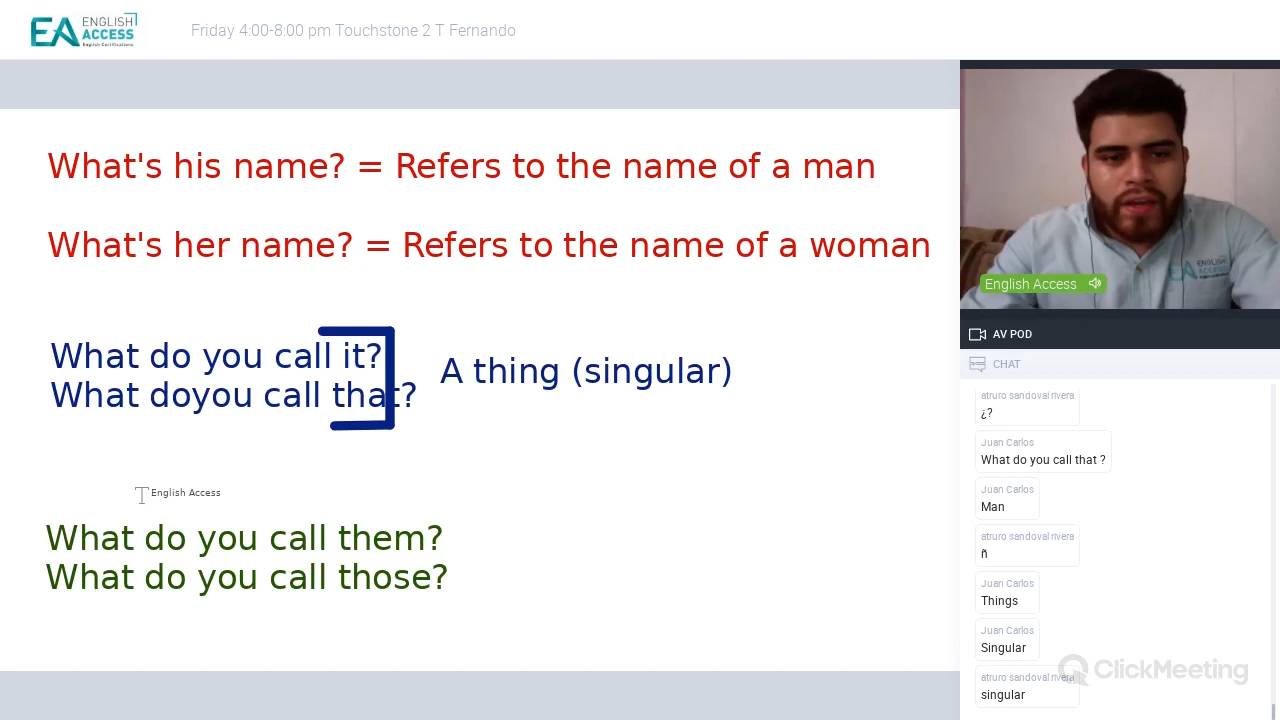 EA ENGLISH ACCESS
English Certifications
Friday 4:00-8:00 pm Touchstone 2 T Fernando
What's his name? = Refers to the name of a man
What's her name? = Refers to the name of a woman
What do you call it?
What doyou call that?
A thing (singular)
English Access
What do you call them?
What do you call those?
EA ENGLISH ACCESS
English Access
AV POD
CHAT
atruro sandoval rivera
¿?
Juan Carlos
What do you call that ?
Juan Carlos
Man
atruro sandoval rivera
ñ
Juan Carlos
Things
Juan Carlos
Singular
atruro sandoval rivera
singular
ClickMeeting